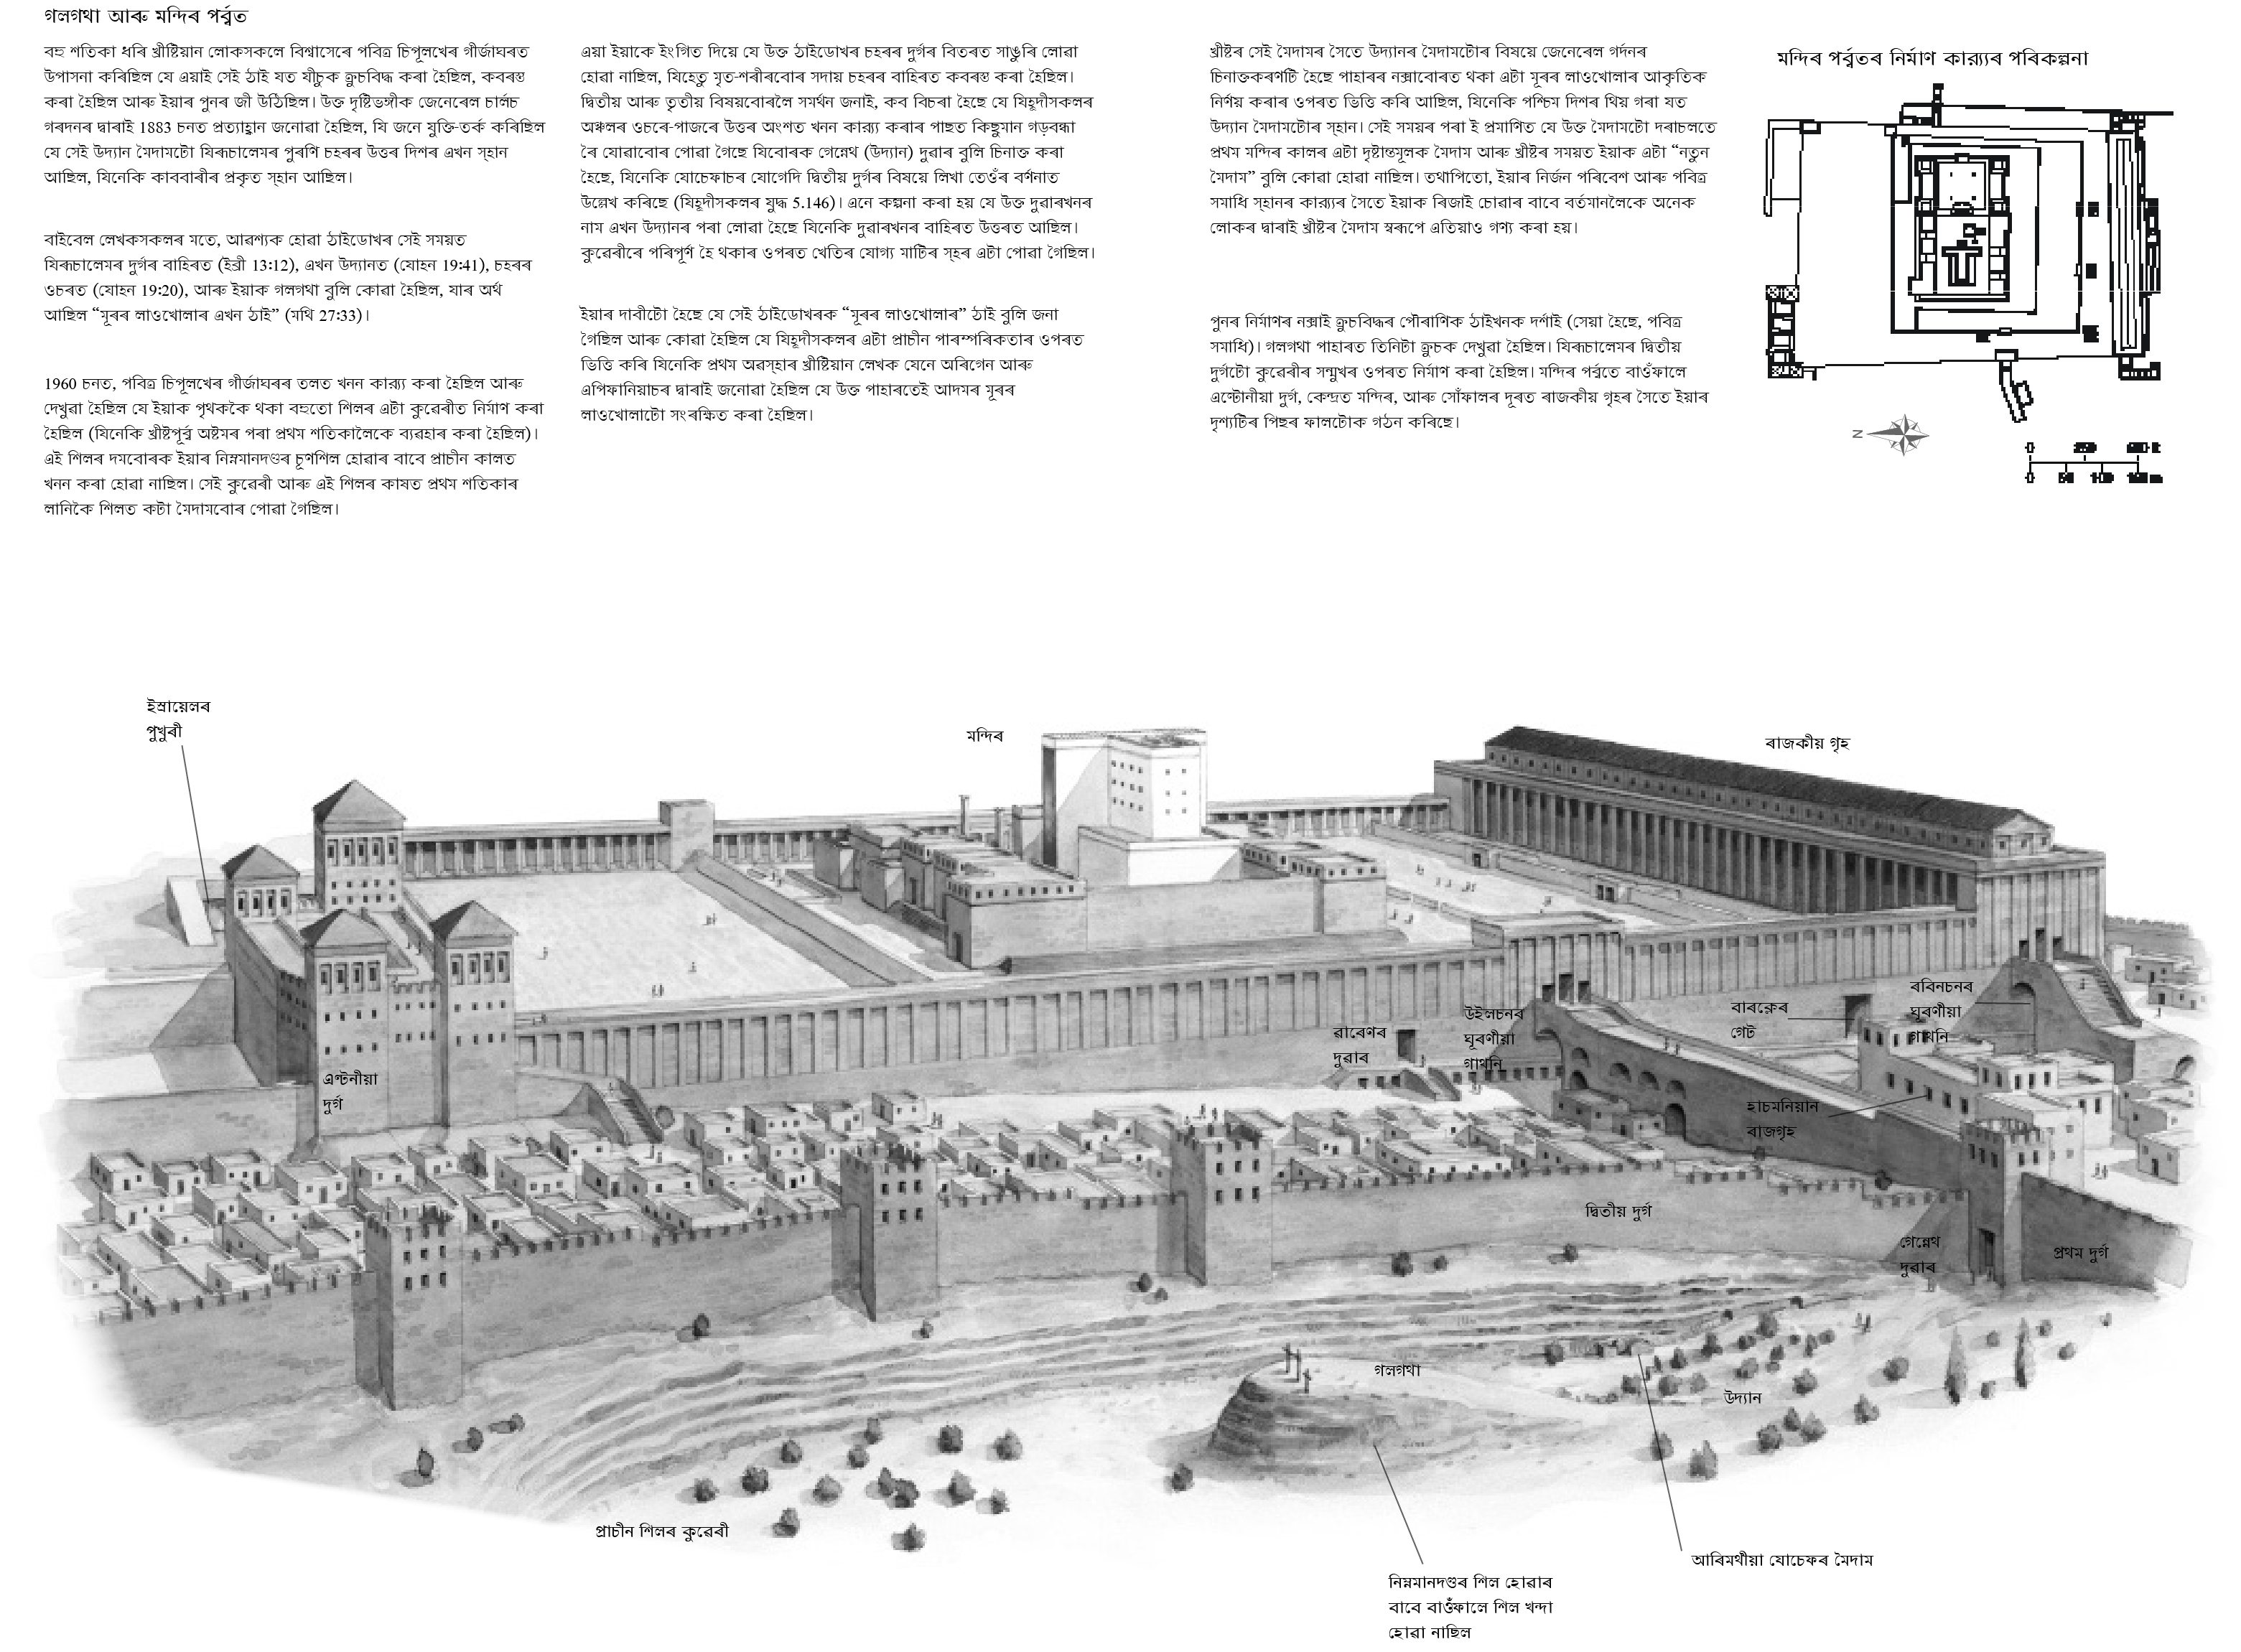 গলগথা আৰু মন্দিৰ পৰ্ব্বত
বহু শতিকা ধৰি খ্ৰীষ্টিয়ান লোকসকলে বিশ্বাসেৰে পবিত্ৰ চিপূলখেৰ গীৰ্জাঘৰত
উপাসনা কৰিছিল যে এয়াই সেই ঠাই যত যীচুক ক্ৰুচবিদ্ধ কৰা হৈছিল, কবৰস্ত
কৰা হৈছিল আৰু ইয়াৰ পুনৰ জী উঠিছিল। উক্ত দৃষ্টিভঙ্গীক জেনেৰেল চাৰ্লচ
গৰদনৰ দ্বাৰাই 1883 চনত প্ৰত্যাহ্বান জনোৱা হৈছিল, যি জনে যুক্তি-তৰ্ক কৰিছিল
যে সেই উদ্যান মৈদামটো যিৰূচালেমৰ পুৰণি চহৰৰ উত্তৰ দিশৰ এখন স্হান
আছিল, যিনেকি কাববাৰীৰ প্ৰকৃত স্হান আছিল।
বাইবেল লেখকসকলৰ মতে, আৱশ্যক হোৱা ঠাইডোখৰ সেই সময়ত
যিৰূচালেমৰ দুৰ্গৰ বাহিৰত (ইব্ৰী 13:12), এখন উদ্যানত (যোহন 19:41), চহৰৰ
ওচৰত (যোহন 19:20), আৰু ইয়াক গলগথা বুলি কোৱা হৈছিল, যাৰ অৰ্থ
আছিল “মূৰৰ লাওখোলাৰ এখন ঠাই” (মথি 27:33)।
1960 চনত, পবিত্ৰ চিপূলখেৰ গীৰ্জাঘৰৰ তলত খনন কাৰ্য্য কৰা হৈছিল আৰু
দেখুৱা হৈছিল যে ইয়াক পৃথককৈ থকা বহুতো শিলৰ এটা কুৱেৰীত নিৰ্মাণ কৰা
হৈছিল (যিনেকি খ্ৰীষ্টপূৰ্ব্ব অষ্টমৰ পৰা প্ৰথম শতিকালৈকে ব্যৱহাৰ কৰা হৈছিল)।
এই শিলৰ দমবোৰক ইয়াৰ নিম্নমানদণ্ডৰ চূণশিল হোৱাৰ বাবে প্ৰাচীন কালত
খনন কৰা হোৱা নাছিল। সেই কুৱেৰী আৰু এই শিলৰ কাষত প্ৰথম শতিকাৰ
লানিকৈ শিলত কটা মৈদামবোৰ পোৱা গৈছিল।
এয়া ইয়াকে ইংগিত দিয়ে যে উক্ত ঠাইডোখৰ চহৰৰ দুৰ্গৰ বিতৰত সাঙুৰি লোৱা
হোৱা নাছিল, যিহেতু মৃত-শৰীৰবোৰ সদায় চহৰৰ বাহিৰত কবৰস্ত কৰা হৈছিল।
দ্বিতীয় আৰু তৃতীয় বিষয়বোৰলৈ সমৰ্থন জনাই, কব বিচৰা হৈছে যে যিহূদীসকলৰ
অঞ্চলৰ ওচৰে-পাজৰে উত্তৰ অংশত খনন কাৰ্য্য কৰাৰ পাছত কিছুমান গড়বন্ধা
ৰৈ যোৱাবোৰ পোৱা গৈছে যিবোৰক গেন্নেথ (উদ্যান) দুৱাৰ বুলি চিনাক্ত কৰা
হৈছে, যিনেকি যোচেফাচৰ যোগেদি দ্বিতীয় দুৰ্গৰ বিষয়ে লিখা তেওঁৰ বৰ্ণনাত
উল্লেখ কৰিছে (যিহূদীসকলৰ যুদ্ধ 5.146)। এনে কল্পনা কৰা হয় যে উক্ত দুৱাৰখনৰ
নাম এখন উদ্যানৰ পৰা লোৱা হৈছে যিনেকি দুৱাৰখনৰ বাহিৰত উত্তৰত আছিল।
কুৱেৰীৰে পৰিপূৰ্ণ হৈ থকাৰ ওপৰত খেতিৰ যোগ্য মাটিৰ স্হৰ এটা পোৱা গৈছিল।
ইয়াৰ দাবীটো হৈছে যে সেই ঠাইডোখৰক “মূৰৰ লাওখোলাৰ” ঠাই বুলি জনা
গৈছিল আৰু কোৱা হৈছিল যে যিহূদীসকলৰ এটা প্ৰাচীন পাৰম্পৰিকতাৰ ওপৰত
ভিত্তি কৰি যিনেকি প্ৰথম অৱস্হাৰ খ্ৰীষ্টিয়ান লেখক যেনে অৰিগেন আৰু
এপিফানিয়াচৰ দ্বাৰাই জনোৱা হৈছিল যে উক্ত পাহাৰতেই আদমৰ মূৰৰ
লাওখোলাটো সংৰক্ষিত কৰা হৈছিল।
খ্ৰীষ্টৰ সেই মৈদামৰ সৈতে উদ্যানৰ মৈদামটোৰ বিষয়ে জেনেৰেল গৰ্দনৰ
চিনাক্তকৰণটি হৈছে পাহাৰৰ নক্সাবোৰত থকা এটা মূৰৰ লাওখোলাৰ আকৃতিক
নিৰ্ণয় কৰাৰ ওপৰত ভিত্তি কৰি আছিল, যিনেকি পশ্চিম দিশৰ থিয় গৰা যত
উদ্যান মৈদামটোৰ স্হান। সেই সময়ৰ পৰা ই প্ৰমাণিত যে উক্ত মৈদামটো দৰাচলতে
প্ৰথম মন্দিৰ কালৰ এটা দৃষ্টান্তমূলক মৈদাম আৰু খ্ৰীষ্টৰ সময়ত ইয়াক এটা “নতুন
মৈদাম” বুলি কোৱা হোৱা নাছিল। তথাপিতো, ইয়াৰ নিৰ্জন পৰিবেশ আৰু পবিত্ৰ
সমাধি স্হানৰ কাৰ্য্যৰ সৈতে ইয়াক ৰিজাই চোৱাৰ বাবে বৰ্তমানলৈকে অনেক
লোকৰ দ্বাৰাই খ্ৰীষ্টৰ মৈদাম স্বৰূপে এতিয়াও গণ্য কৰা হয়।
পুনৰ নিৰ্মাণৰ নক্সাই ক্ৰুচবিদ্ধৰ পৌৰাণিক ঠাইখনক দৰ্শাই (সেয়া হৈছে, পবিত্ৰ
সমাধি)। গলগথা পাহাৰত তিনিটা ক্ৰুচক দেখুৱা হৈছিল। যিৰূচালেমৰ দ্বিতীয়
দুৰ্গটো কুৱেৰীৰ সন্মুখৰ ওপৰত নিৰ্মাণ কৰা হৈছিল। মন্দিৰ পৰ্ব্বতে বাওঁফালে
এন্টোনীয়া দুৰ্গ, কেন্দ্ৰত মন্দিৰ, আৰু সোঁফালৰ দূৰত ৰাজকীয় গৃহৰ সৈতে ইয়াৰ
দৃশ্যটিৰ পিছৰ ফালটোক গঠন কৰিছে।
মন্দিৰ পৰ্ব্বতৰ নিৰ্মাণ কাৰ্য্যৰ পৰিকল্পনা
N
ইস্ৰায়েলৰ
পুখুৰী
মন্দিৰ
ৰাজকীয় গৃহ
ৱাৰেণৰ
দুৱাৰ
উইলচনৰ
ঘূৰণীয়া
গাথনি
বাৰক্লেৰ
গেট
ৰবিনচনৰ
ঘূৰণীয়া
গাথনি
এণ্টনীয়া
দুৰ্গ
হাচমনিয়ান
ৰাজগৃহ
দ্বিতীয় দুৰ্গ
গেন্নেথ
দুৱাৰ
প্ৰথম দুৰ্গ
গলগথা
উদ্যান
প্ৰাচীন শিলৰ কুৱেৰী
আৰিমথীয়া যোচেফৰ মৈদাম
নিম্নমানদণ্ডৰ শিল হোৱাৰ
বাবে বাওঁফালে শিল খন্দা
হোৱা নাছিল